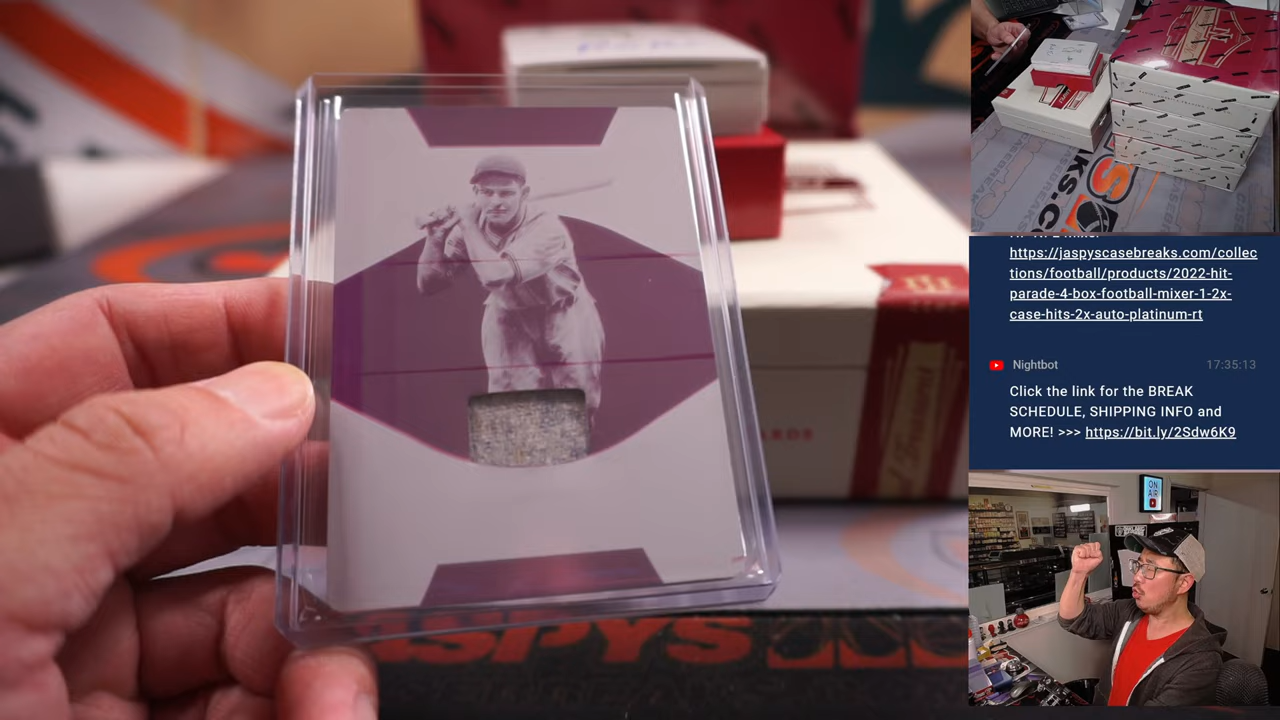 https://jaspyscasebreaks.com/collec
tions/football/products/2022-hit-
parade-4-box-football-mixer-1-2x-
case-hits-2x-auto-platinum-rt
Nightbot 17:35:13
Click the link for the BREAK
SCHEDULE, SHIPPING INFO and
MORE! >>> https://bit.ly/2Sdw6K9
ON
AIR